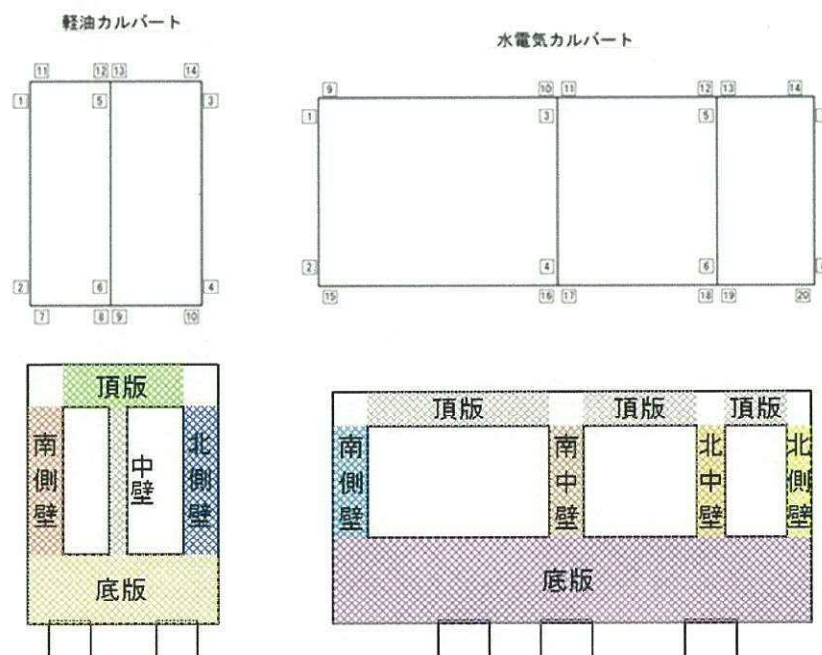 軽油カルバート
水電気カルバート
11 12 13 14
1 5 3
2 6 4
7 8 9 10
9 10 11 12 13 14
1 3 5
2 4 6
15 16 17 18 19 20
頂版
南側壁
中壁
北側壁
底版
頂版 頂版 頂版
南側壁
南中壁
北中壁
北側壁
底版